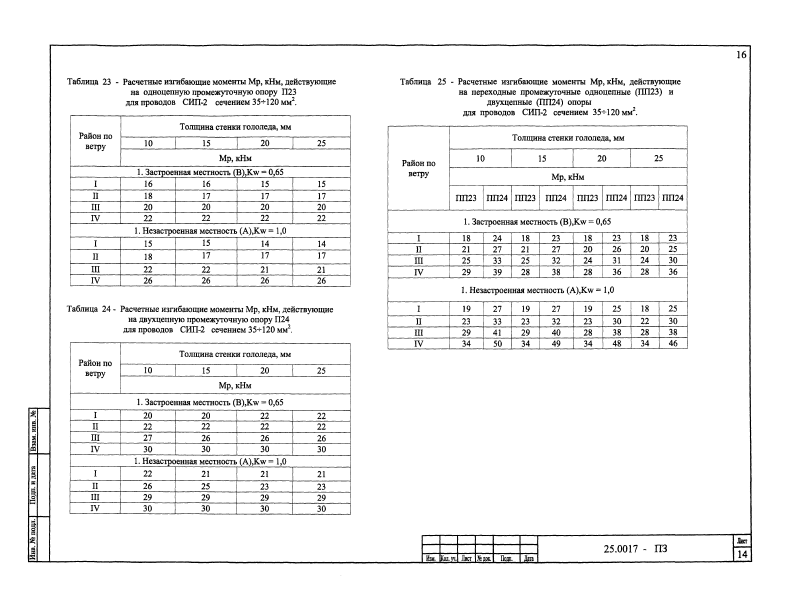 16
Таблица 23 - Расчетные изгибающие моменты Мр, кНм, действующие
на одноцепную промежуточную опору П23
для проводов СИП-2 сечением 35÷120 мм².
Район по ветру Толщина стенки гололеда, мм
10 15 20 25
Мр, кНм
1. Застроенная местность (В),Kw = 0,65
I 16 16 15 15
II 18 17 17 17
III 20 20 20 20
IV 22 22 22 22
1. Незастроенная местность (А),Kw = 1,0
I 15 15 14 14
II 18 17 17 17
III 22 22 21 21
IV 26 26 26 26
Таблица 24 - Расчетные изгибающие моменты Мр, кНм, действующие
на двухцепную промежуточную опору П24
для проводов СИП-2 сечением 35÷120 мм².
Район по ветру Толщина стенки гололеда, мм
10 15 20 25
Мр, кНм
1. Застроенная местность (В),Kw = 0,65
I 20 20 22 22
II 22 22 22 22
III 27 26 26 26
IV 30 30 30 30
1. Незастроенная местность (А),Kw = 1,0
I 22 21 21 21
II 26 25 23 23
III 29 29 29 29
IV 30 30 30 30
Таблица 25 - Расчетные изгибающие моменты Мр, кНм, действующие
на переходные промежуточные одноцепные (ПП23) и
двухцепные (ПП24) опоры
для проводов СИП-2 сечением 35÷120 мм².
Район по ветру Толщина стенки гололеда, мм
10 15 20 25
Мр, кНм
ПП23 ПП24 ПП23 ПП24 ПП23 ПП24 ПП23 ПП24
1. Застроенная местность (В),Kw = 0,65
I 18 24 18 23 18 23 18 23
II 21 27 21 27 20 26 20 25
III 25 33 25 32 24 31 24 30
IV 29 39 28 38 28 36 28 36
1. Незастроенная местность (А),Kw = 1,0
I 19 27 19 27 19 25 18 25
II 23 33 23 32 23 30 22 30
III 29 41 29 40 28 38 28 38
IV 34 50 34 49 34 48 34 46
Взам. инв. №
Подп. и дата
Инв. № подл.
Изм. Кол. уч. Лист № док. Подп. Дата
25.0017 - ПЗ
Лист
14